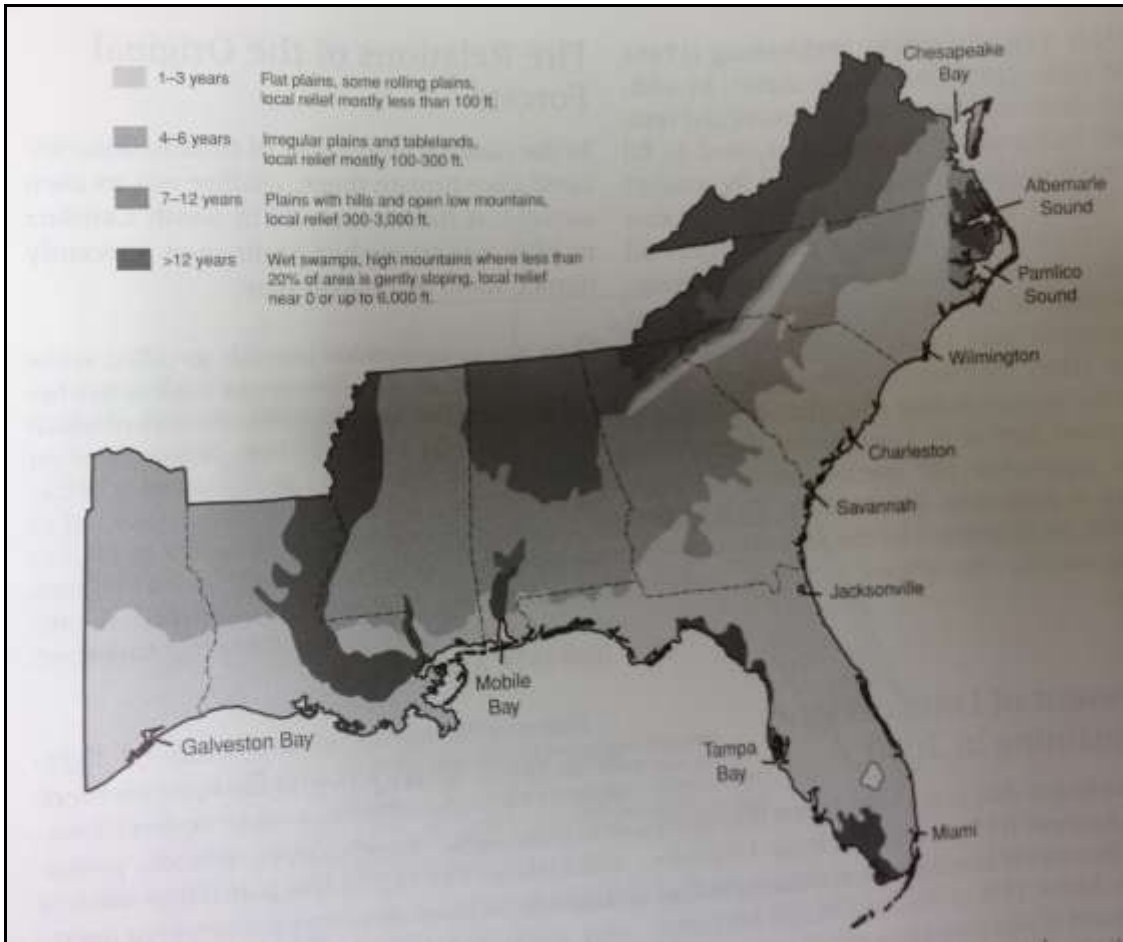 1–3 years Flat plains, some rolling plains,
local relief mostly less than 100 ft.
4–6 years Irregular plains and tablelands,
local relief mostly 100-300 ft.
7–12 years Plains with hills and open low mountains,
local relief 300-3,000 ft.
>12 years Wet swamps, high mountains where less than
20% of area is gently sloping, local relief
near 0 or up to 6,000 ft.
Chesapeake
Bay
Albemarle
Sound
Pamlico
Sound
Wilmington
Charleston
Savannah
Jacksonville
Mobile
Bay
Galveston Bay
Tampa
Bay
Miami